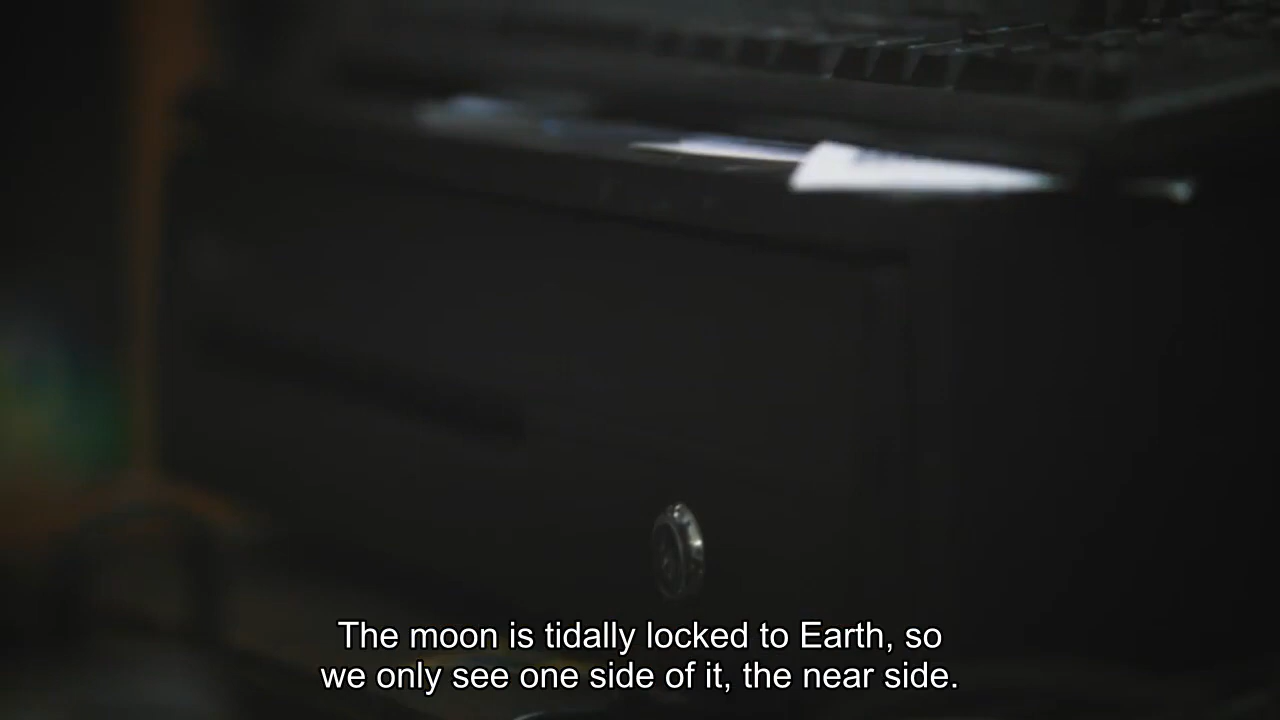 The moon is tidally locked to Earth, so
we only see one side of it, the near side.